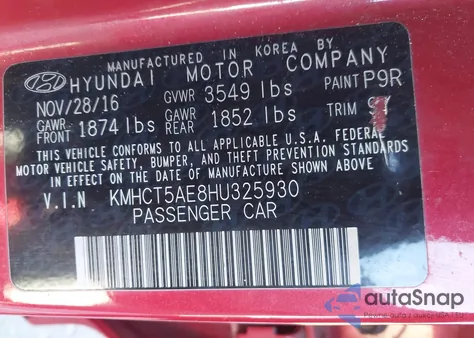 MANUFACTURED IN KOREA BY
HYUNDAI MOTOR COMPANY
NOV/28/16 GVWR 3549 lbs PAINT P9R
GAWR FRONT 1874 lbs GAWR REAR 1852 lbs TRIM
THIS VEHICLE CONFORMS TO ALL APPLICABLE U.S.A. FEDERAL
MOTOR VEHICLE SAFETY, BUMPER, AND THEFT PREVENTION STANDARDS
IN EFFECT ON THE DATE OF MANUFACTURE SHOWN ABOVE.
V.I.N KMHCT5AE8HU325930
PASSENGER CAR
autoSnap